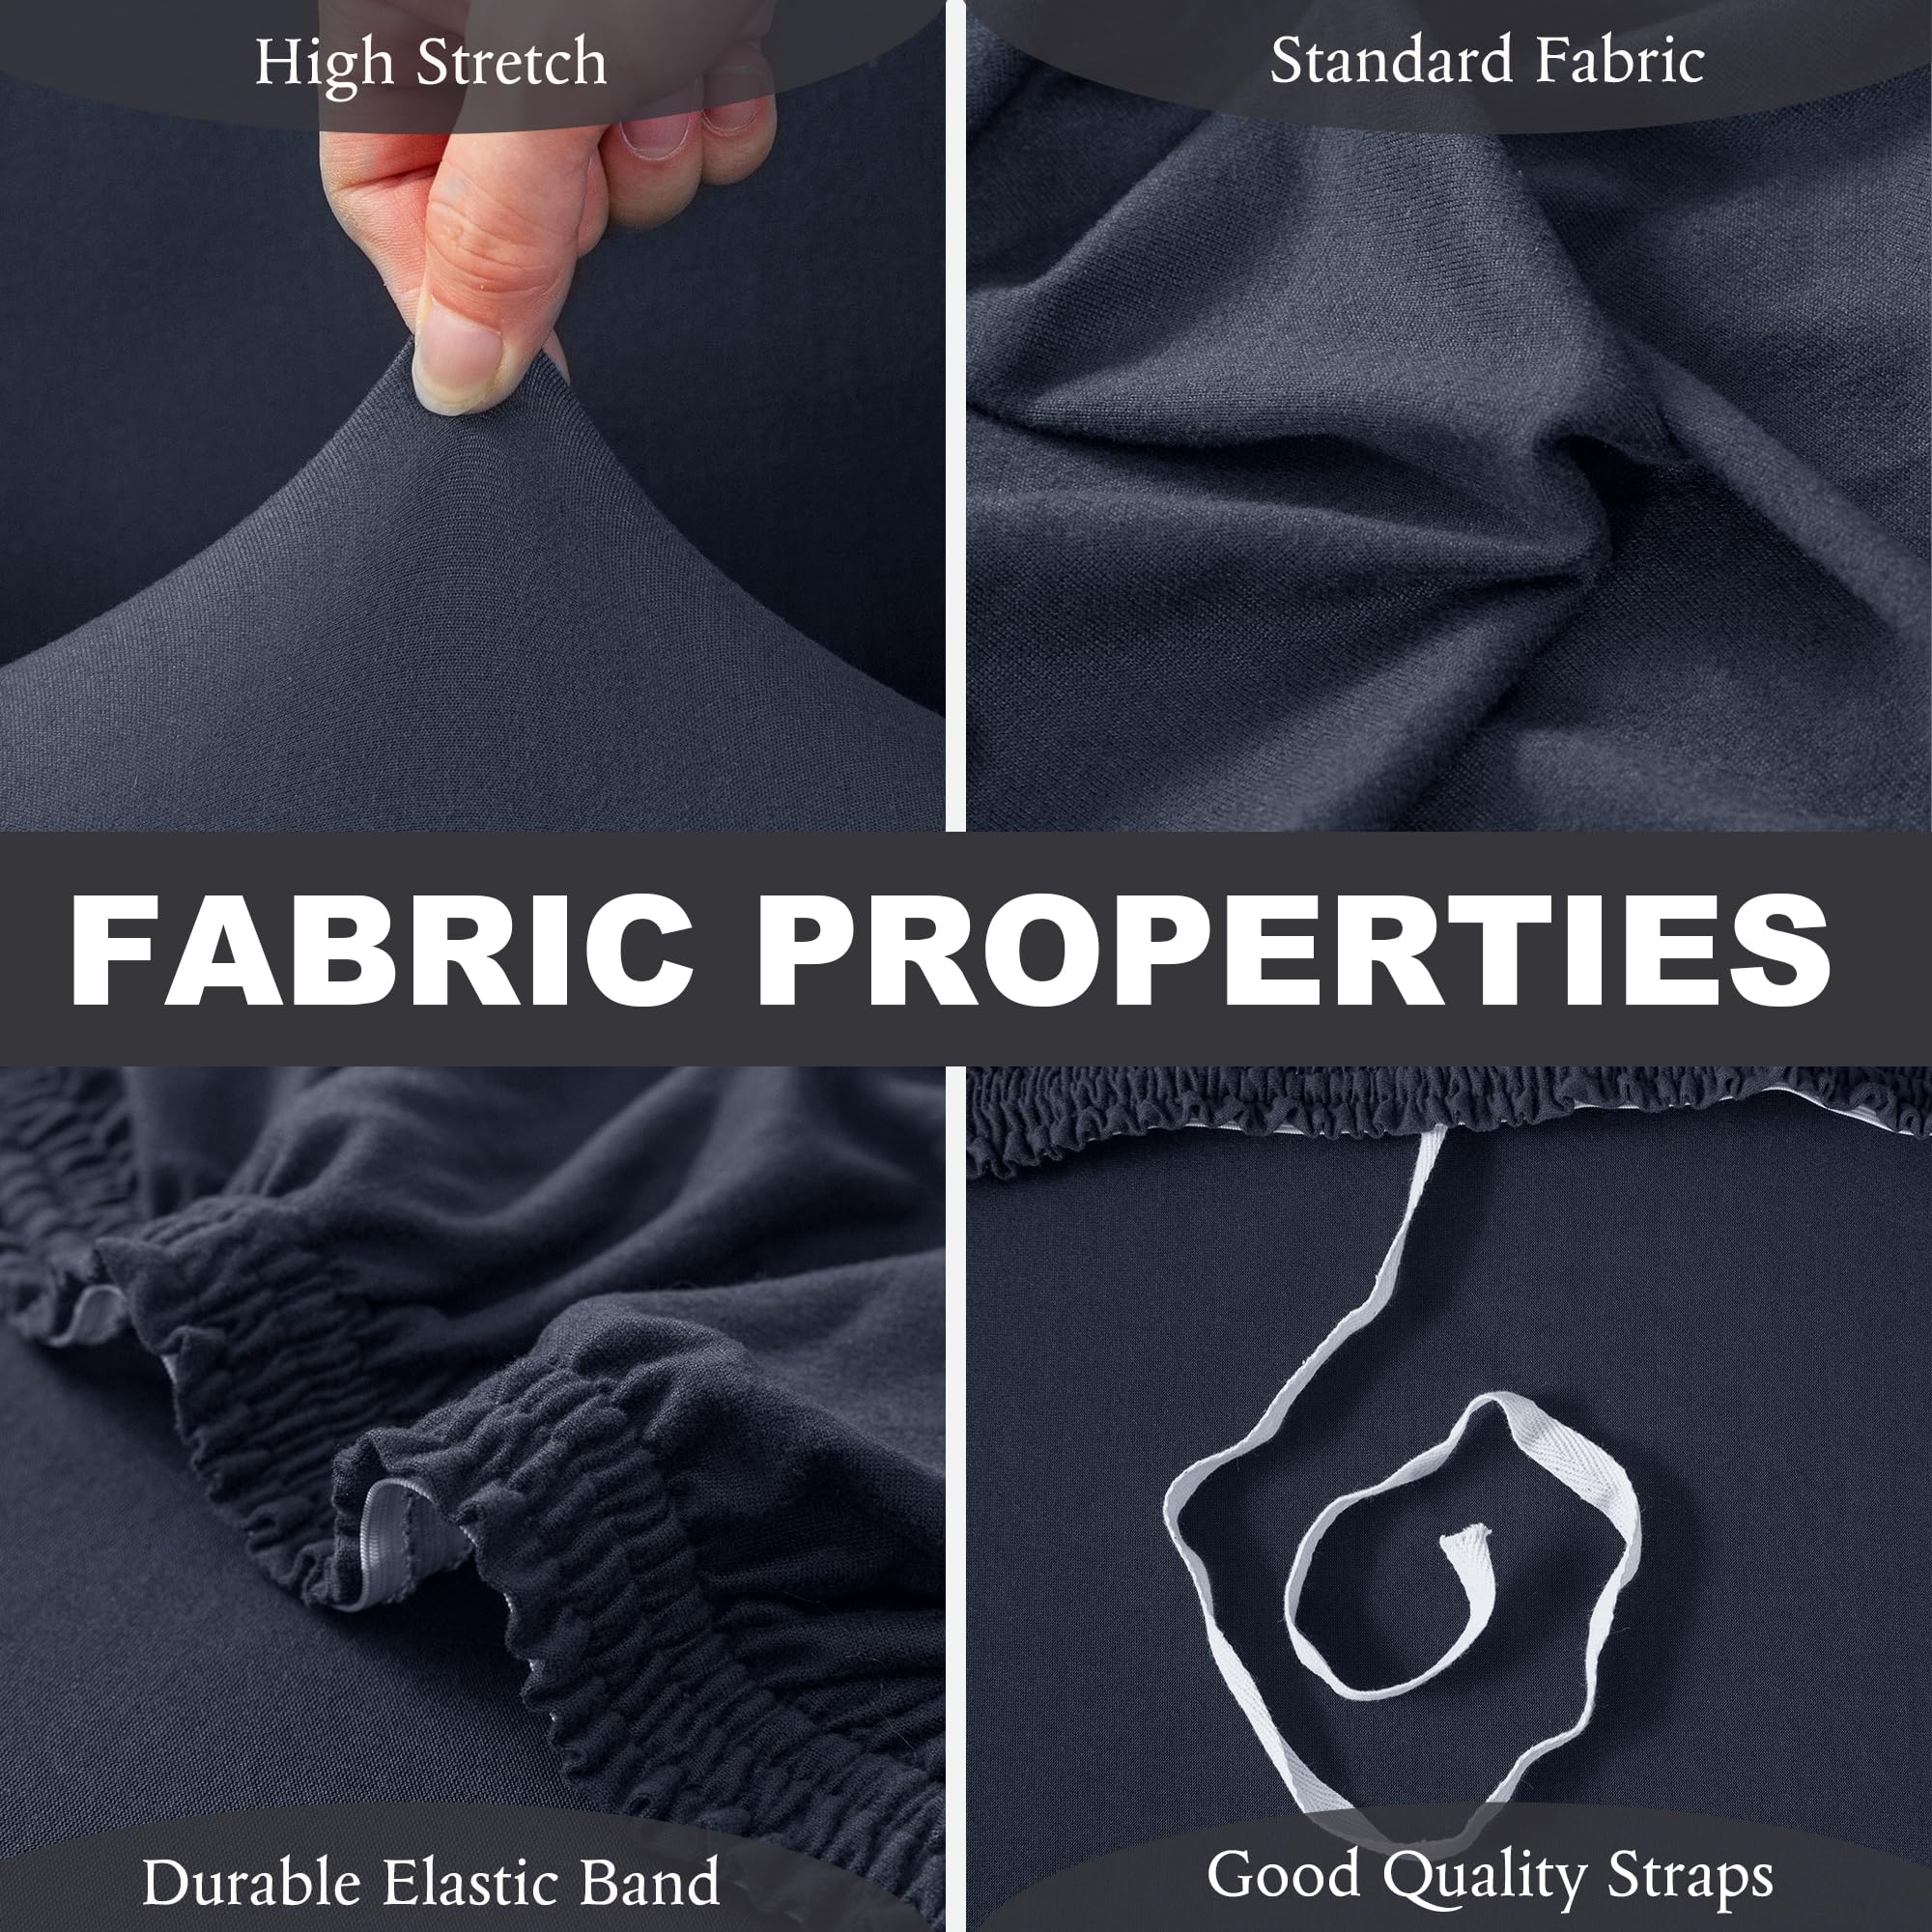 High Stretch
Standard Fabric
FABRIC PROPERTIES
Durable Elastic Band
Good Quality Straps